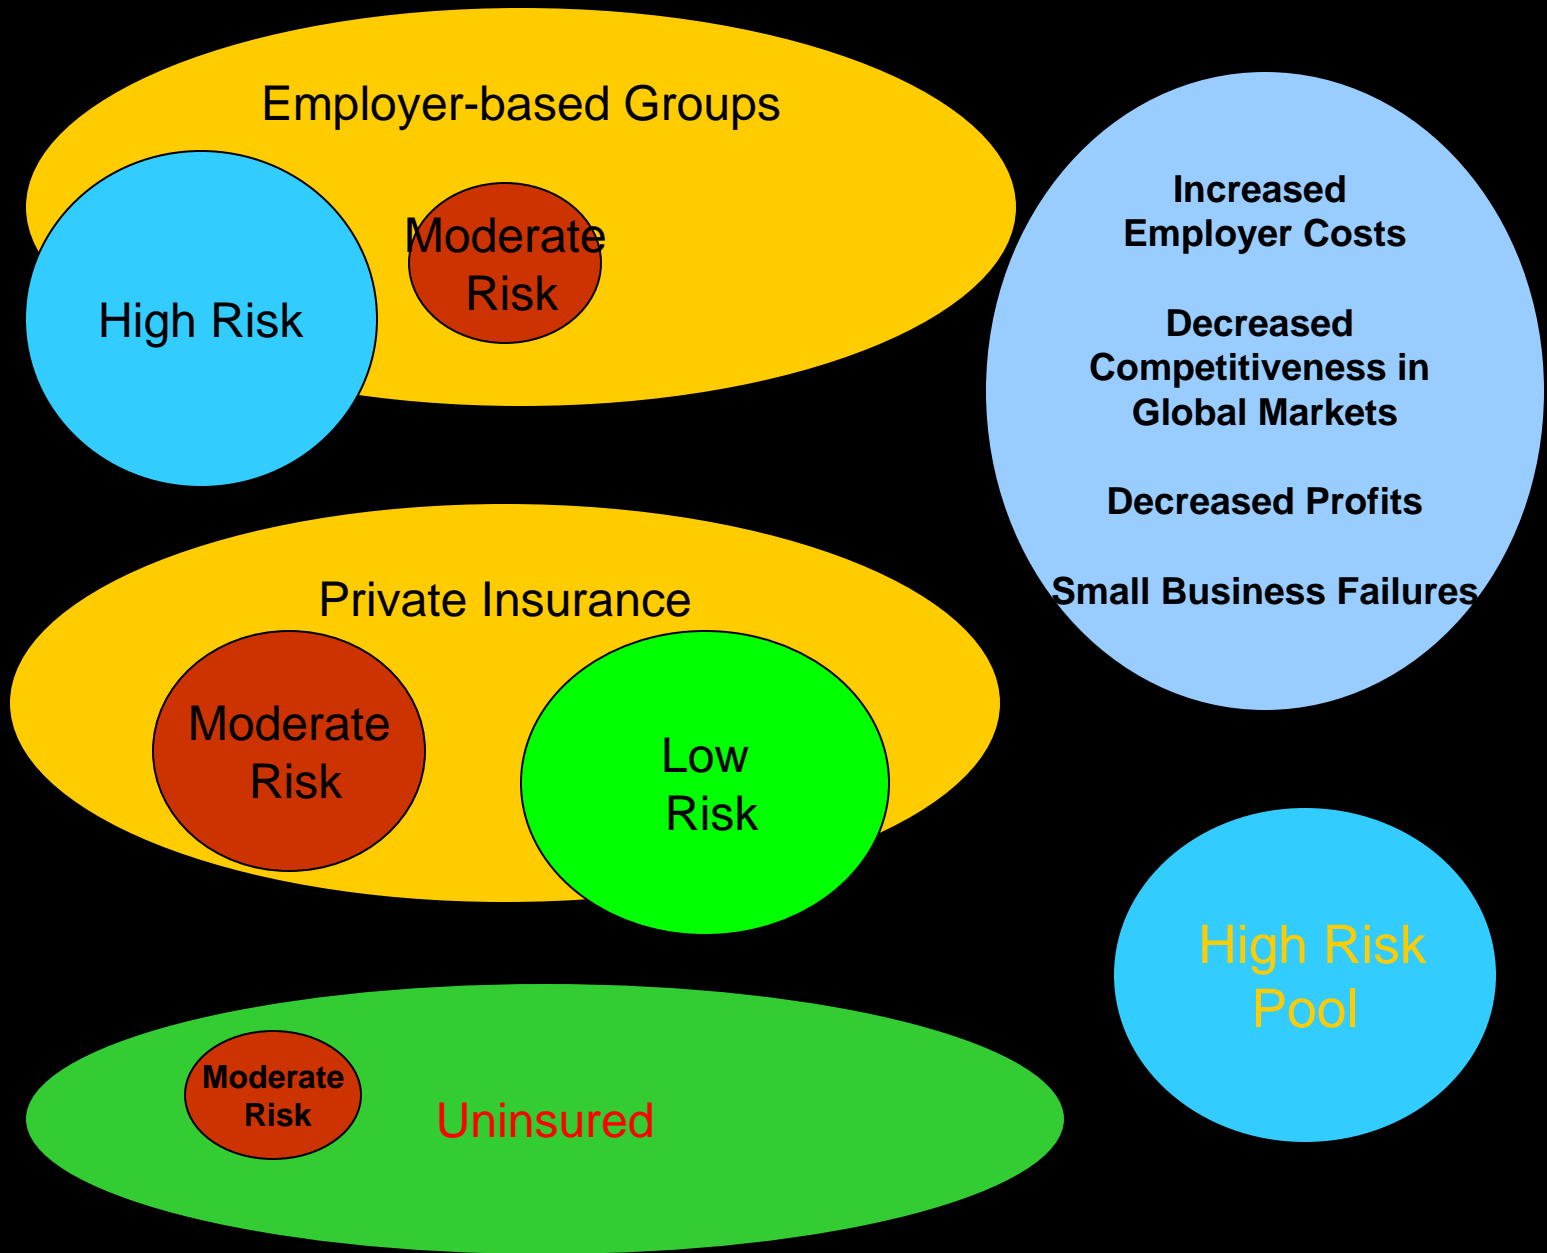 Employer-based Groups
High Risk
Moderate
Risk
Increased
Employer Costs
Decreased
Competitiveness in
Global Markets
Decreased Profits
Small Business Failures
Private Insurance
Moderate
Risk
Low
Risk
High Risk
Pool
Moderate
Risk
Uninsured